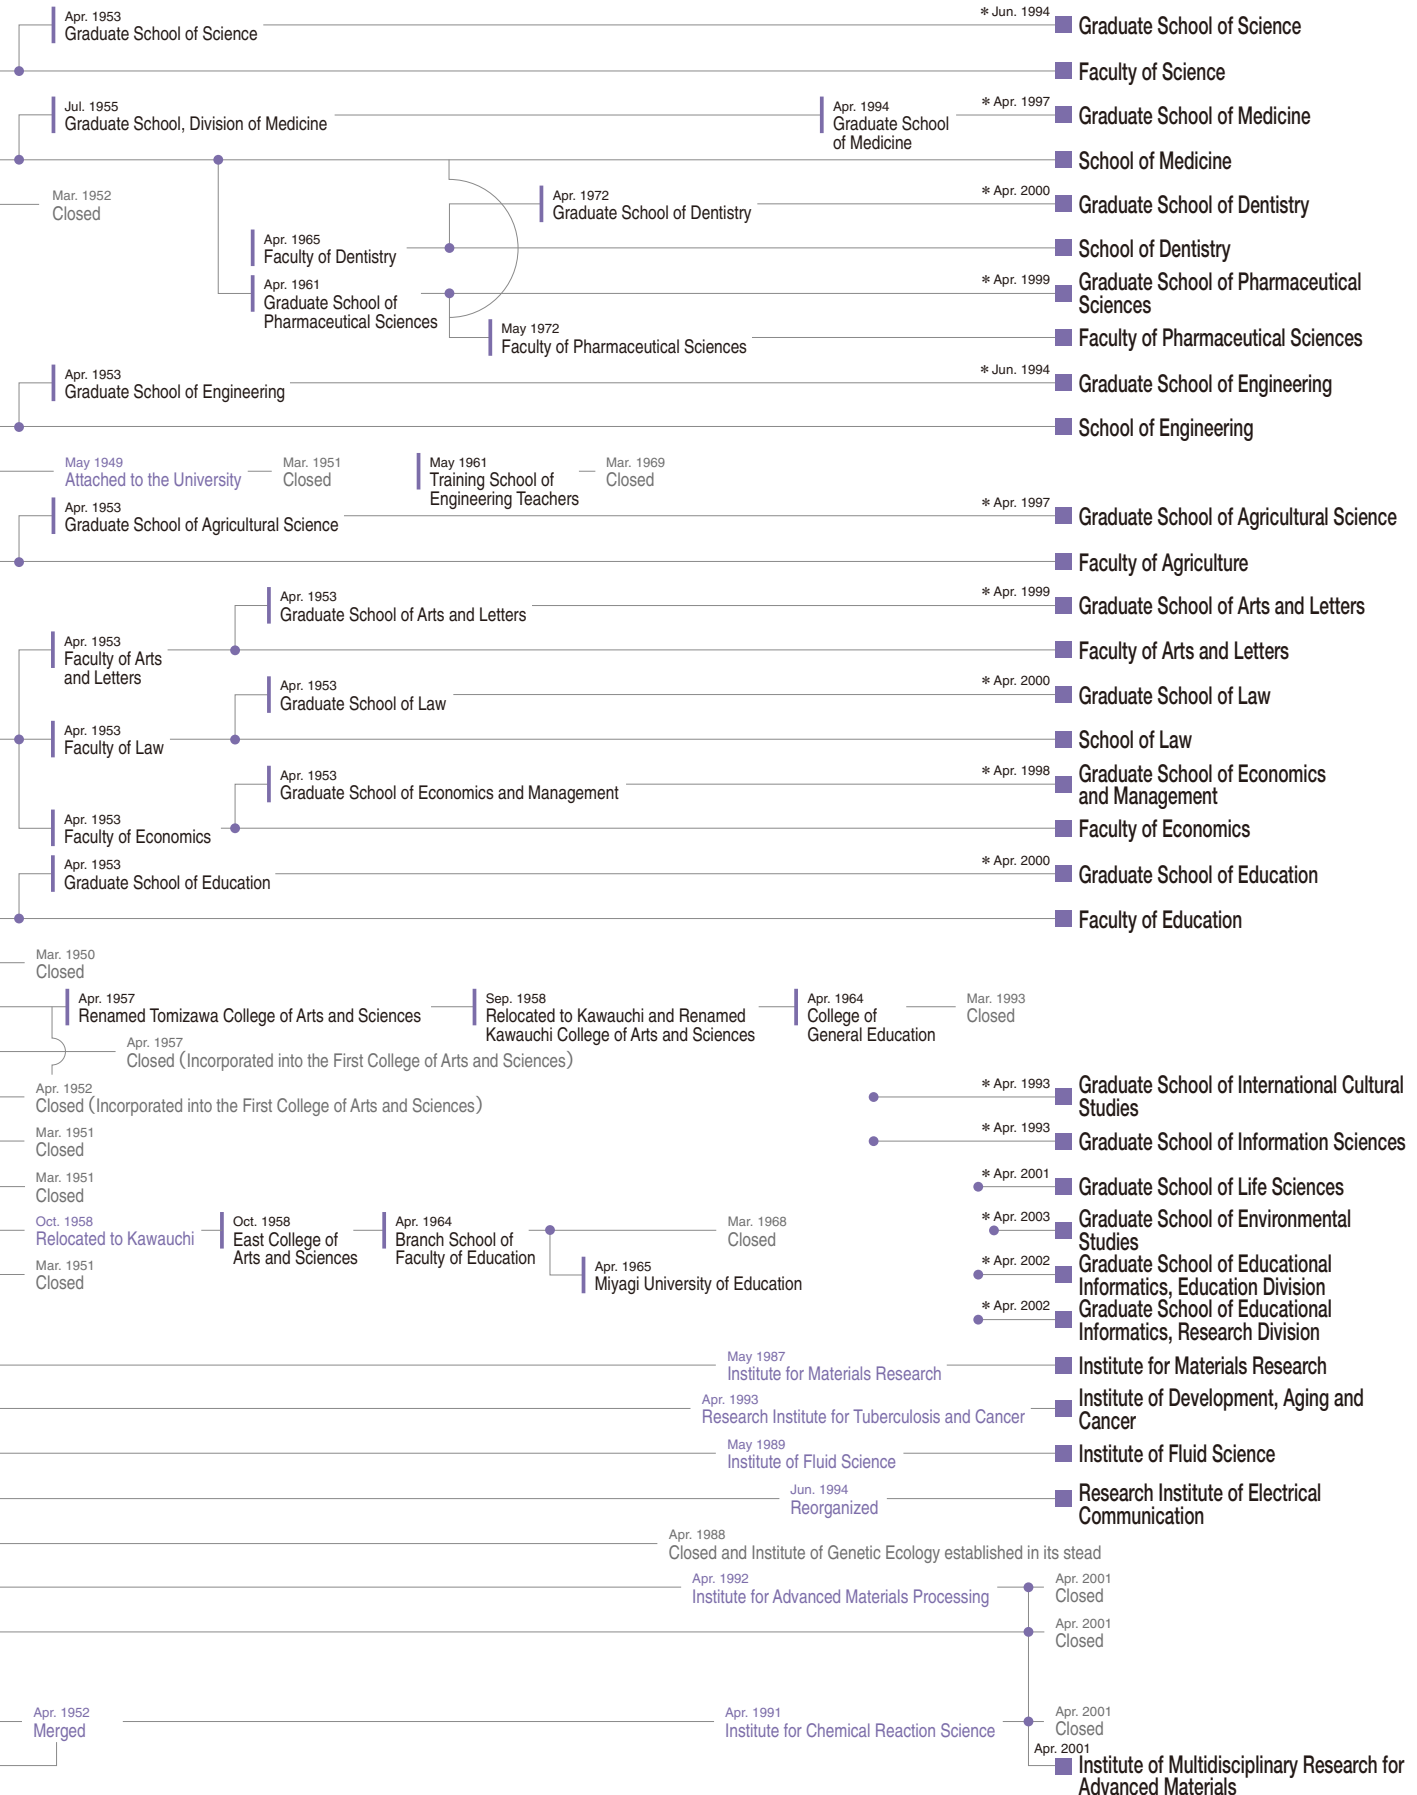 Apr. 1953
Graduate School of Science
* Jun. 1994
Graduate School of Science
Faculty of Science
Jul. 1955
Graduate School, Division of Medicine
Apr. 1994
Graduate School
of Medicine
* Apr. 1997
Graduate School of Medicine
School of Medicine
Mar. 1952
Closed
Apr. 1972
Graduate School of Dentistry
* Apr. 2000
Graduate School of Dentistry
Apr. 1965
Faculty of Dentistry
School of Dentistry
Apr. 1961
Graduate School of
Pharmaceutical Sciences
* Apr. 1999
Graduate School of Pharmaceutical
Sciences
May 1972
Faculty of Pharmaceutical Sciences
Faculty of Pharmaceutical Sciences
Apr. 1953
Graduate School of Engineering
* Jun. 1994
Graduate School of Engineering
School of Engineering
May 1949
Attached to the University
Mar. 1951
Closed
May 1961
Training School of
Engineering Teachers
Mar. 1969
Closed
Apr. 1953
Graduate School of Agricultural Science
* Apr. 1997
Graduate School of Agricultural Science
Faculty of Agriculture
Apr. 1953
Graduate School of Arts and Letters
* Apr. 1999
Graduate School of Arts and Letters
Apr. 1953
Faculty of Arts
and Letters
Faculty of Arts and Letters
Apr. 1953
Graduate School of Law
* Apr. 2000
Graduate School of Law
Apr. 1953
Faculty of Law
School of Law
Apr. 1953
Graduate School of Economics and Management
* Apr. 1998
Graduate School of Economics
and Management
Apr. 1953
Faculty of Economics
Faculty of Economics
Apr. 1953
Graduate School of Education
* Apr. 2000
Graduate School of Education
Faculty of Education
Mar. 1950
Closed
Apr. 1957
Renamed Tomizawa College of Arts and Sciences
Sep. 1958
Relocated to Kawauchi and Renamed
Kawauchi College of Arts and Sciences
Apr. 1964
College of
General Education
Mar. 1993
Closed
Apr. 1957
Closed (Incorporated into the First College of Arts and Sciences)
Apr. 1952
Closed (Incorporated into the First College of Arts and Sciences)
* Apr. 1993
Graduate School of International Cultural
Studies
Mar. 1951
Closed
* Apr. 1993
Graduate School of Information Sciences
Mar. 1951
Closed
* Apr. 2001
Graduate School of Life Sciences
Oct. 1958
Relocated to Kawauchi
Oct. 1958
East College of
Arts and Sciences
Apr. 1964
Branch School of
Faculty of Education
Mar. 1968
Closed
* Apr. 2003
Graduate School of Environmental
Studies
Mar. 1951
Closed
Apr. 1965
Miyagi University of Education
* Apr. 2002
Graduate School of Educational
Informatics, Education Division
* Apr. 2002
Graduate School of Educational
Informatics, Research Division
May 1987
Institute for Materials Research
Institute for Materials Research
Apr. 1993
Research Institute for Tuberculosis and Cancer
Institute of Development, Aging and
Cancer
May 1989
Institute of Fluid Science
Institute of Fluid Science
Jun. 1994
Reorganized
Research Institute of Electrical
Communication
Apr. 1988
Closed and Institute of Genetic Ecology established in its stead
Apr. 1992
Institute for Advanced Materials Processing
Apr. 2001
Closed
Apr. 2001
Closed
Apr. 1952
Merged
Apr. 1991
Institute for Chemical Reaction Science
Apr. 2001
Closed
Apr. 2001
Institute of Multidisciplinary Research for
Advanced Materials